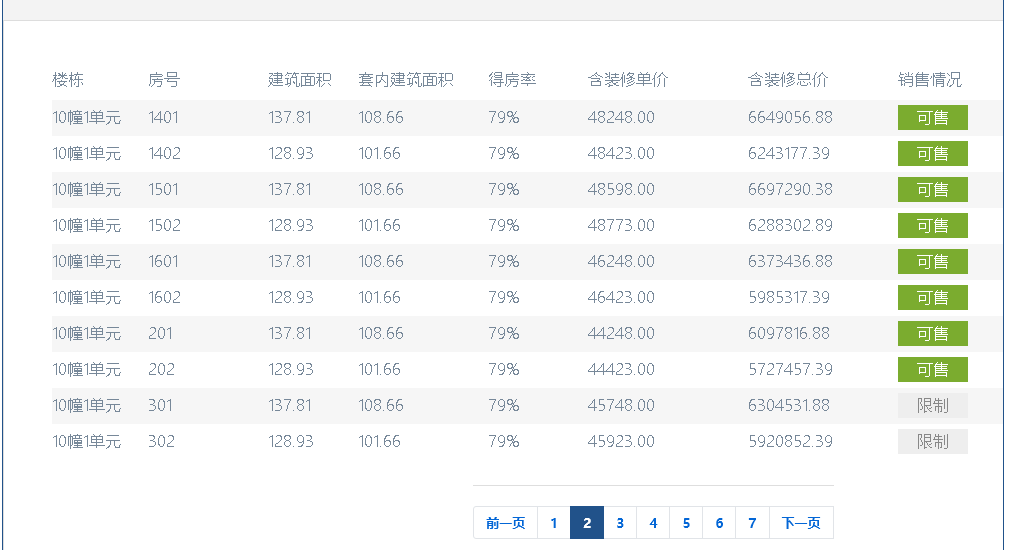 楼栋 房号 建筑面积 套内建筑面积 得房率 含装修单价 含装修总价 销售情况
10幢1单元 1401 137.81 108.66 79% 48248.00 6649056.88 可售
10幢1单元 1402 128.93 101.66 79% 48423.00 6243177.39 可售
10幢1单元 1501 137.81 108.66 79% 48598.00 6697290.38 可售
10幢1单元 1502 128.93 101.66 79% 48773.00 6288302.89 可售
10幢1单元 1601 137.81 108.66 79% 46248.00 6373436.88 可售
10幢1单元 1602 128.93 101.66 79% 46423.00 5985317.39 可售
10幢1单元 201 137.81 108.66 79% 44248.00 6097816.88 可售
10幢1单元 202 128.93 101.66 79% 44423.00 5727457.39 可售
10幢1单元 301 137.81 108.66 79% 45748.00 6304531.88 限制
10幢1单元 302 128.93 101.66 79% 45923.00 5920852.39 限制
前一页 1 2 3 4 5 6 7 下一页